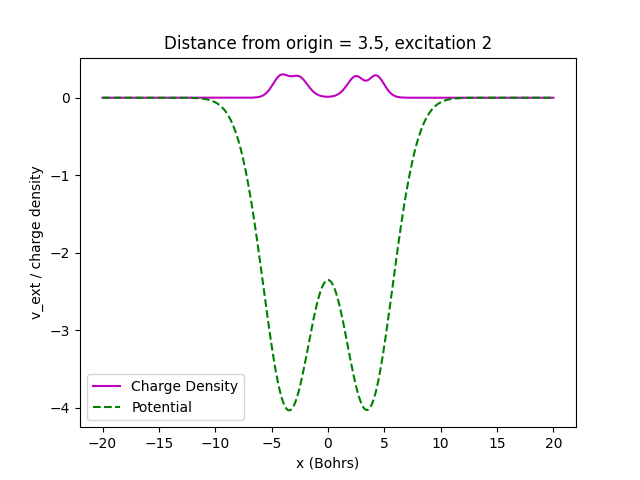 Distance from origin = 3.5, excitation 2
v_ext / charge density
0
−1
−2
−3
−4
Charge Density
Potential
−20
−15
−10
−5
0
5
10
15
20
x (Bohrs)